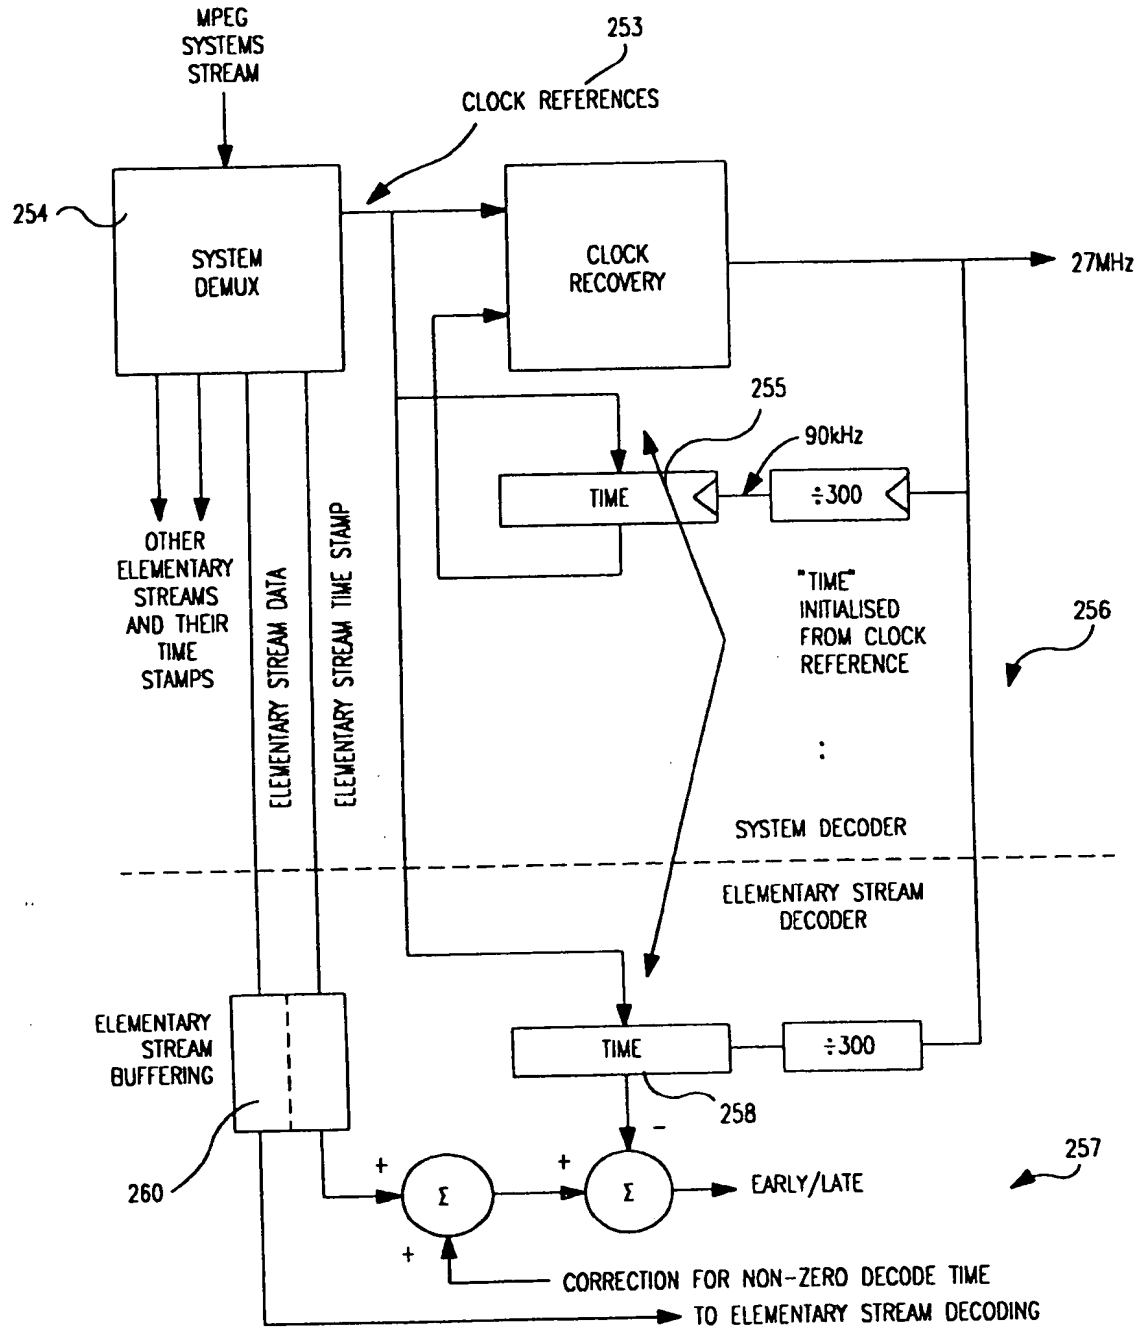 MPEG
SYSTEMS
STREAM
253
CLOCK REFERENCES
254
SYSTEM
DEMUX
CLOCK
RECOVERY
27MHz
255
90kHz
TIME
÷300
OTHER
ELEMENTARY
STREAMS
AND THEIR
TIME
STAMPS
ELEMENTARY STREAM DATA
ELEMENTARY STREAM TIME STAMP
"TIME"
INITIALISED
FROM CLOCK
REFERENCE
256
:
SYSTEM DECODER
ELEMENTARY STREAM
DECODER
ELEMENTARY
STREAM
BUFFERING
TIME
÷300
258
260
-
+
Σ
+
Σ
EARLY/LATE
257
+
CORRECTION FOR NON-ZERO DECODE TIME
TO ELEMENTARY STREAM DECODING